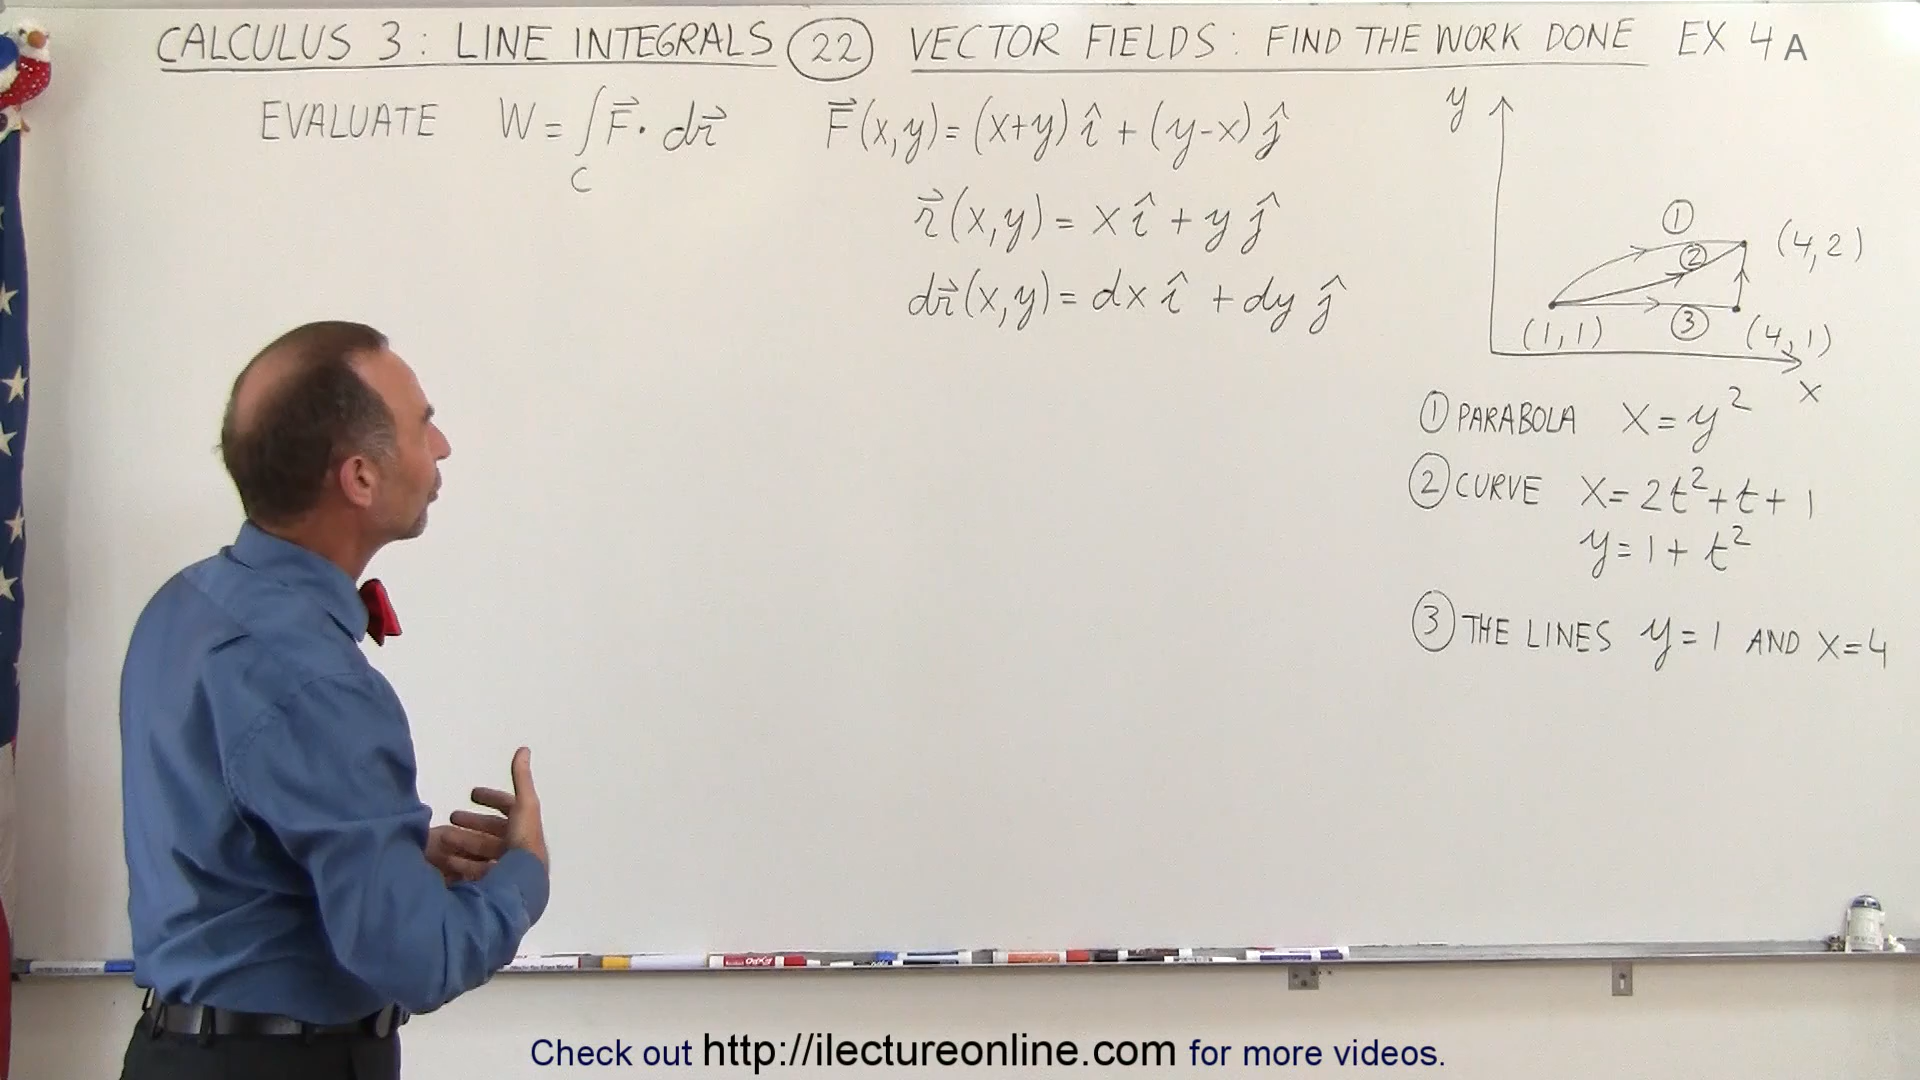 CALCULUS 3: LINE INTEGRALS (22) VECTOR FIELDS: FIND THE WORK DONE EX 4A
EVALUATE W = ∫_C F⃗ · dr⃗
F⃗(x,y) = (x+y) î + (y-x) ĵ
r⃗(x,y) = x î + y ĵ
dr⃗(x,y) = dx î + dy ĵ
y
①
② (4,2)
(1,1) ③ (4,1)
x
① PARABOLA x = y²
② CURVE x = 2t² + t + 1
y = 1 + t²
③ THE LINES y = 1 AND x = 4
Check out http://ilectureonline.com for more videos.